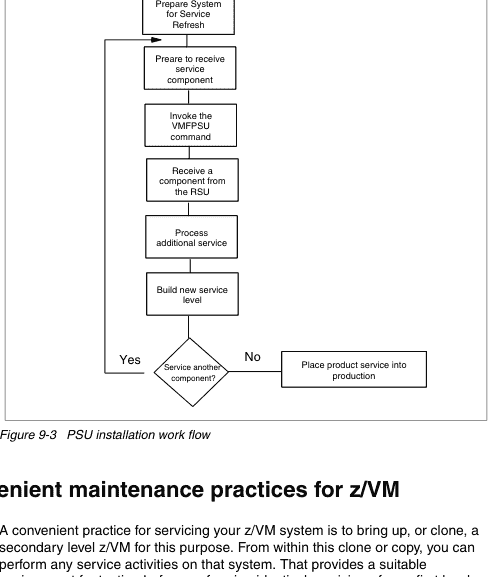 Prepare System
for Service
Refresh
Preare to receive
service
component
Invoke the
VMFPSU
command
Receive a
component from
the RSU
Process
additional service
Build new service
level
Yes
Service another
component?
No
Place product service into
production
Figure 9-3 PSU installation work flow
enient maintenance practices for z/VM
A convenient practice for servicing your z/VM system is to bring up, or clone, a
secondary level z/VM for this purpose. From within this clone or copy, you can
perform any service activities on that system. That provides a suitable